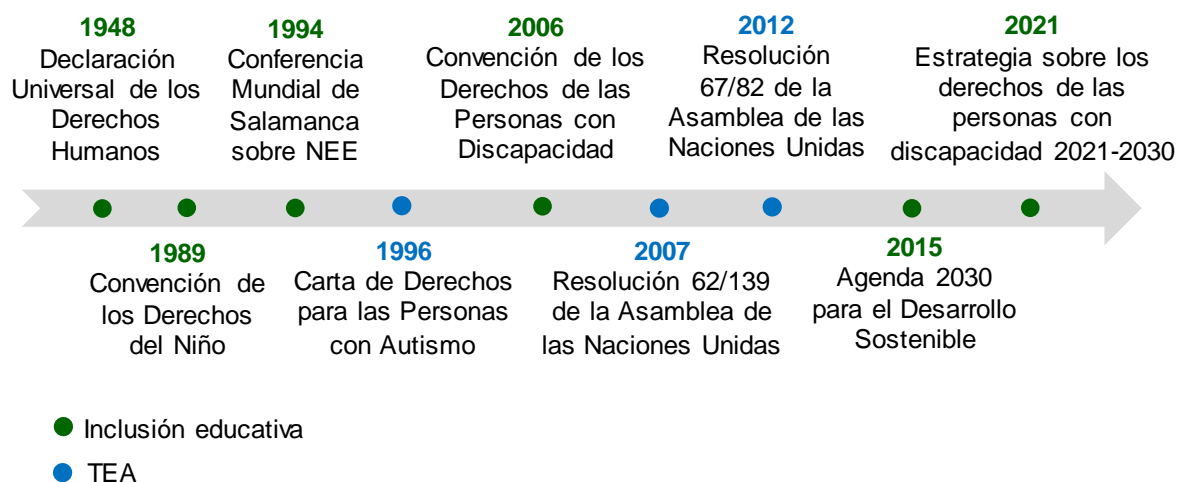 1948
Declaración
Universal de los
Derechos
Humanos
1994
Conferencia
Mundial de
Salamanca
sobre NEE
2006
Convención de los
Derechos de las
Personas con
Discapacidad
2012
Resolución
67/82 de la
Asamblea de las
Naciones Unidas
2021
Estrategia sobre los
derechos de las
personas con
discapacidad 2021-2030
1989
Convención de
los Derechos
del Niño
1996
Carta de Derechos
para las Personas
con Autismo
2007
Resolución 62/139
de la Asamblea de
las Naciones Unidas
2015
Agenda 2030
para el Desarrollo
Sostenible
Inclusión educativa
TEA